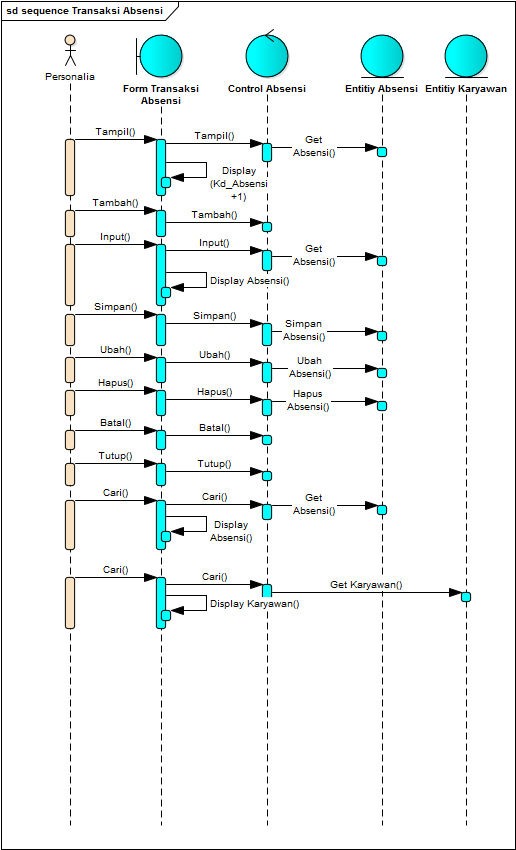 sd sequence Transaksi Absensi
Personalia
Form Transaksi
Absensi
Control Absensi
Entitiy Absensi
Entitiy Karyawan
Tampil()
Tampil()
Get
Absensi()
Display
(Kd_Absensi
+1)
Tambah()
Tambah()
Input()
Input()
Get
Absensi()
Display Absensi()
Simpan()
Simpan()
Simpan
Absensi()
Ubah()
Ubah()
Ubah
Absensi()
Hapus()
Hapus()
Hapus
Absensi()
Batal()
Batal()
Tutup()
Tutup()
Cari()
Cari()
Get
Absensi()
Display
Absensi()
Cari()
Cari()
Get Karyawan()
Display Karyawan()